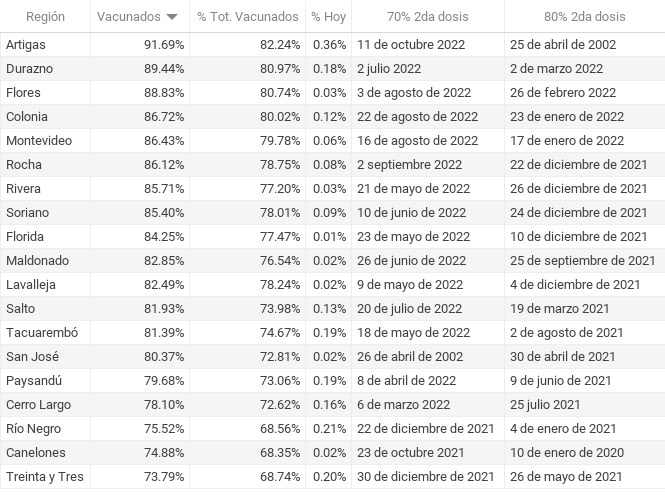 Región Vacunados % Tot. Vacunados % Hoy 70% 2da dosis 80% 2da dosis
Artigas 91.69% 82.24% 0.36% 11 de octubre 2022 25 de abril de 2002
Durazno 89.44% 80.97% 0.18% 2 julio 2022 2 de marzo 2022
Flores 88.83% 80.74% 0.03% 3 de agosto de 2022 26 de febrero 2022
Colonia 86.72% 80.02% 0.12% 22 de agosto de 2022 23 de enero de 2022
Montevideo 86.43% 79.78% 0.06% 16 de agosto de 2022 17 de enero de 2022
Rocha 86.12% 78.75% 0.08% 2 septiembre 2022 22 de diciembre de 2021
Rivera 85.71% 77.20% 0.03% 21 de mayo de 2022 26 de diciembre de 2021
Soriano 85.40% 78.01% 0.09% 10 de junio de 2022 24 de diciembre de 2021
Florida 84.25% 77.47% 0.01% 23 de mayo de 2022 10 de diciembre de 2021
Maldonado 82.85% 76.54% 0.02% 26 de junio de 2022 25 de septiembre de 2021
Lavalleja 82.49% 78.24% 0.02% 9 de mayo de 2022 4 de diciembre de 2021
Salto 81.93% 73.98% 0.13% 20 de julio de 2022 19 de marzo 2021
Tacuarembó 81.39% 74.67% 0.19% 18 de mayo de 2022 2 de agosto de 2021
San José 80.37% 72.81% 0.02% 26 de abril de 2002 30 de abril de 2021
Paysandú 79.68% 73.06% 0.19% 8 de abril de 2022 9 de junio de 2021
Cerro Largo 78.10% 72.62% 0.16% 6 de marzo de 2022 25 julio 2021
Río Negro 75.52% 68.56% 0.21% 22 de diciembre de 2021 4 de enero de 2021
Canelones 74.88% 68.35% 0.02% 23 de octubre 2021 10 de enero de 2020
Treinta y Tres 73.79% 68.74% 0.20% 30 de diciembre de 2021 26 de mayo de 2021